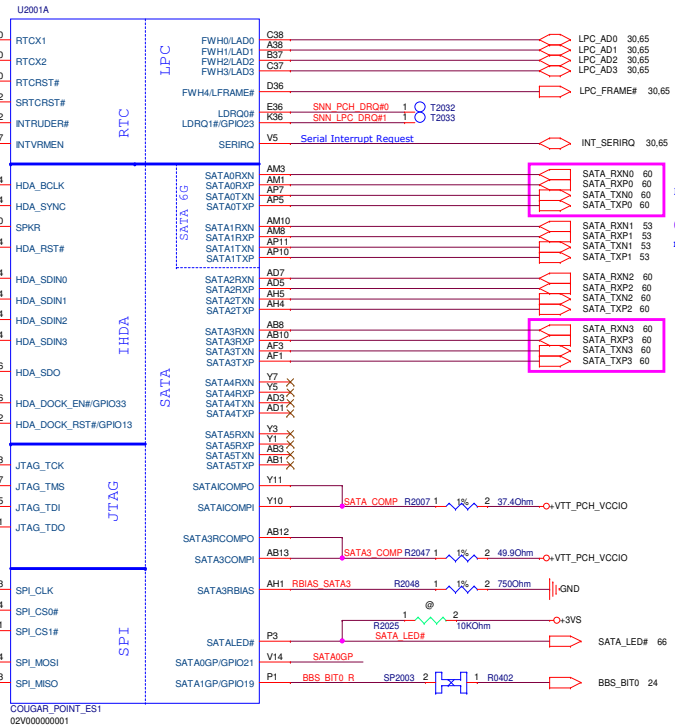 U2001A
RTCX1 LPC FWH0/LAD0 C38 LPC_AD0 30,65
FWH1/LAD1 A38 LPC_AD1 30,65
RTCX2 FWH2/LAD2 B37 LPC_AD2 30,65
FWH3/LAD3 C37 LPC_AD3 30,65
RTCRST#
FWH4/LFRAME# D36 LPC_FRAME# 30,65
SRTCRST# RTC
LDRQ0# E36 SNN_PCH_DRQ#0 1 T2032
INTRUDER# LDRQ1#/GPIO23 K36 SNN_LPC_DRQ#1 1 T2033
INTVRMEN SERIRQ V5 Serial Interrupt Request INT_SERIRQ 30,65
SATA 6G
SATA0RXN AM3 SATA_RXN0 60
HDA_BCLK SATA0RXP AM1 SATA_RXP0 60
SATA0TXN AP7 SATA_TXN0 60
HDA_SYNC SATA0TXP AP5 SATA_TXP0 60
SPKR SATA1RXN AM10 SATA_RXN1 53
SATA1RXP AM8 SATA_RXP1 53
HDA_RST# SATA1TXN AP11 SATA_TXN1 53
SATA1TXP AP10 SATA_TXP1 53
HDA_SDIN0 SATA2RXN AD7 SATA_RXN2 60
SATA2RXP AD5 SATA_RXP2 60
HDA_SDIN1 SATA2TXN AH5 SATA_TXN2 60
SATA2TXP AH4 SATA_TXP2 60
HDA_SDIN2 IHDA
SATA3RXN AB8 SATA_RXN3 60
HDA_SDIN3 SATA3RXP AB10 SATA_RXP3 60
SATA3TXN AF3 SATA_TXN3 60
SATA3TXP AF1 SATA_TXP3 60
HDA_SDO SATA
SATA4RXN Y7
SATA4RXP Y5
HDA_DOCK_EN#/GPIO33 SATA4TXN AD3
SATA4TXP AD1
HDA_DOCK_RST#/GPIO13
SATA5RXN Y3
SATA5RXP Y1
SATA5TXN AB3
JTAG_TCK SATA5TXP AB1
JTAG_TMS JTAG SATAICOMPO Y11
JTAG_TDI SATAICOMPI Y10 SATA_COMP R2007 1 1% 2 37.4Ohm +VTT_PCH_VCCIO
JTAG_TDO
SATA3RCOMPO AB12
SATA3COMPI AB13 SATA3_COMP R2047 1 1% 2 49.9Ohm +VTT_PCH_VCCIO
SPI_CLK SATA3RBIAS AH1 RBIAS_SATA3 R2048 1 1% 2 750Ohm GND
SPI_CS0# @
1 2 +3VS
SPI_CS1# R2025 10KOhm
SPI SATALED# P3 SATA_LED# SATA_LED# 66
SPI_MOSI SATA0GP/GPIO21 V14 SATA0GP
SPI_MISO SATA1GP/GPIO19 P1 BBS_BIT0_R SP2003 2 1 R0402 BBS_BIT0 24
COUGAR_POINT_ES1
02V000000001